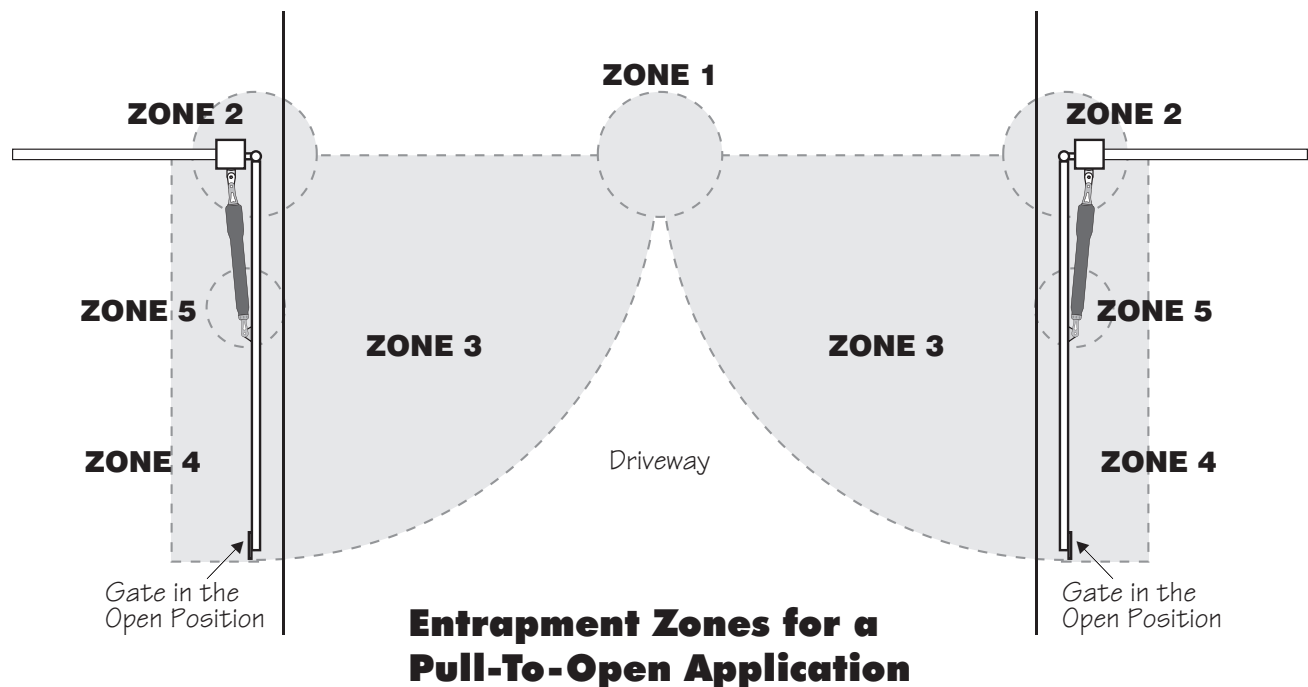 ZONE 1
ZONE 2
ZONE 2
ZONE 5
ZONE 5
ZONE 3
ZONE 3
ZONE 4
Driveway
ZONE 4
Gate in the
Open Position
Gate in the
Open Position
Entrapment Zones for a
Pull-To-Open Application